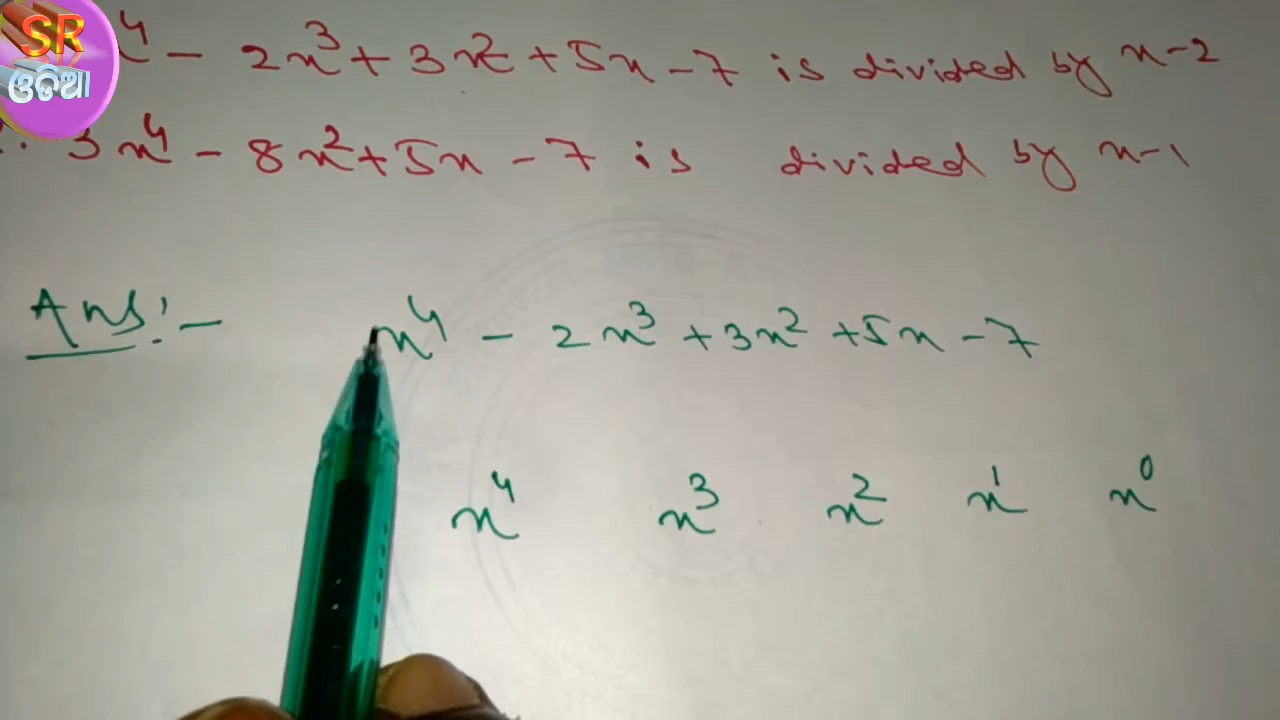 SR
ଓଡିଆ
x⁴ - 2x³ + 3x² + 5x - 7 is divided by x-2
3x⁴ - 8x² + 5x - 7 is divided by x-1
Ans:- x⁴ - 2x³ + 3x² + 5x - 7
x⁴ x³ x² x¹ x⁰